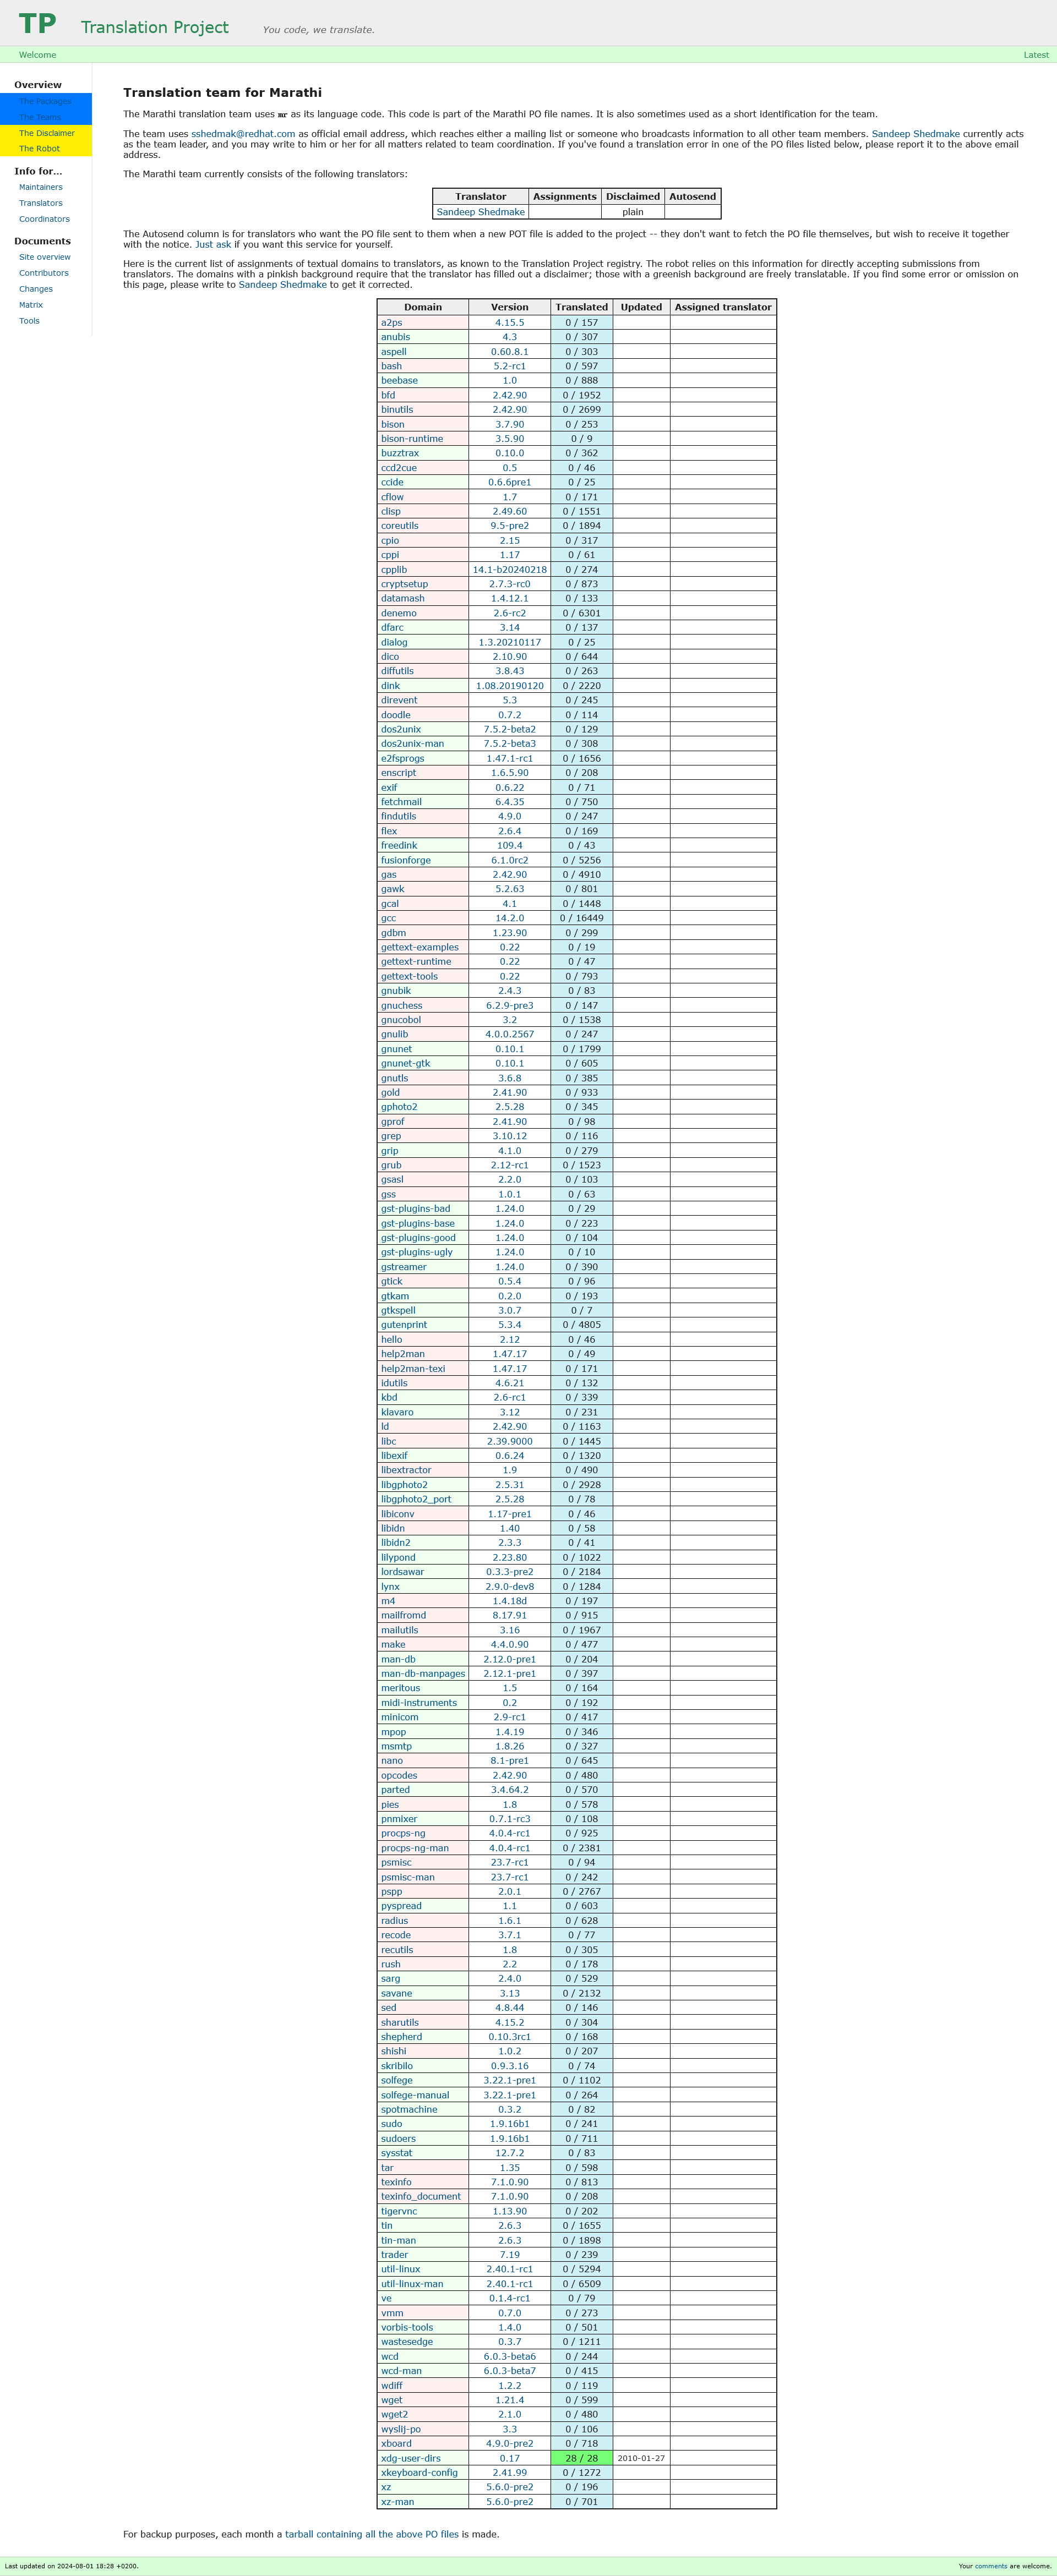 TP Translation Project You code, we translate.
Welcome Latest
Overview
The Packages
The Teams
The Disclaimer
The Robot
Info for...
Maintainers
Translators
Coordinators
Documents
Site overview
Contributors
Changes
Matrix
Tools
Translation team for Marathi
The Marathi translation team uses mr as its language code. This code is part of the Marathi PO file names. It is also sometimes used as a short identification for the team.
The team uses sshedmak@redhat.com as official email address, which reaches either a mailing list or someone who broadcasts information to all other team members. Sandeep Shedmake currently acts
as the team leader, and you may write to him or her for all matters related to team coordination. If you've found a translation error in one of the PO files listed below, please report it to the above email
address.
The Marathi team currently consists of the following translators:
Translator Assignments Disclaimed Autosend
Sandeep Shedmake plain
The Autosend column is for translators who want the PO file sent to them when a new POT file is added to the project -- they don't want to fetch the PO file themselves, but wish to receive it together
with the notice. Just ask if you want this service for yourself.
Here is the current list of assignments of textual domains to translators, as known to the Translation Project registry. The robot relies on this information for directly accepting submissions from
translators. The domains with a pinkish background require that the translator has filled out a disclaimer; those with a greenish background are freely translatable. If you find some error or omission on
this page, please write to Sandeep Shedmake to get it corrected.
Domain Version Translated Updated Assigned translator
a2ps 4.15.5 0 / 157
anubis 4.3 0 / 307
aspell 0.60.8.1 0 / 303
bash 5.2-rc1 0 / 597
beebase 1.0 0 / 888
bfd 2.42.90 0 / 1952
binutils 2.42.90 0 / 2699
bison 3.7.90 0 / 253
bison-runtime 3.5.90 0 / 9
buzztrax 0.10.0 0 / 362
ccd2cue 0.5 0 / 46
ccide 0.6.6pre1 0 / 25
cflow 1.7 0 / 171
clisp 2.49.60 0 / 1551
coreutils 9.5-pre2 0 / 1894
cpio 2.15 0 / 317
cppi 1.17 0 / 61
cpplib 14.1-b20240218 0 / 274
cryptsetup 2.7.3-rc0 0 / 873
datamash 1.4.12.1 0 / 133
denemo 2.6-rc2 0 / 6301
dfarc 3.14 0 / 137
dialog 1.3.20210117 0 / 25
dico 2.10.90 0 / 644
diffutils 3.8.43 0 / 263
dink 1.08.20190120 0 / 2220
direvent 5.3 0 / 245
doodle 0.7.2 0 / 114
dos2unix 7.5.2-beta2 0 / 129
dos2unix-man 7.5.2-beta3 0 / 308
e2fsprogs 1.47.1-rc1 0 / 1656
enscript 1.6.5.90 0 / 208
exif 0.6.22 0 / 71
fetchmail 6.4.35 0 / 750
findutils 4.9.0 0 / 247
flex 2.6.4 0 / 169
freedink 109.4 0 / 43
fusionforge 6.1.0rc2 0 / 5256
gas 2.42.90 0 / 4910
gawk 5.2.63 0 / 801
gcal 4.1 0 / 1448
gcc 14.2.0 0 / 16449
gdbm 1.23.90 0 / 299
gettext-examples 0.22 0 / 19
gettext-runtime 0.22 0 / 47
gettext-tools 0.22 0 / 793
gnubik 2.4.3 0 / 83
gnuchess 6.2.9-pre3 0 / 147
gnucobol 3.2 0 / 1538
gnulib 4.0.0.2567 0 / 247
gnunet 0.10.1 0 / 1799
gnunet-gtk 0.10.1 0 / 605
gnutls 3.6.8 0 / 385
gold 2.41.90 0 / 933
gphoto2 2.5.28 0 / 345
gprof 2.41.90 0 / 98
grep 3.10.12 0 / 116
grip 4.1.0 0 / 279
grub 2.12-rc1 0 / 1523
gsasl 2.2.0 0 / 103
gss 1.0.1 0 / 63
gst-plugins-bad 1.24.0 0 / 29
gst-plugins-base 1.24.0 0 / 223
gst-plugins-good 1.24.0 0 / 104
gst-plugins-ugly 1.24.0 0 / 10
gstreamer 1.24.0 0 / 390
gtick 0.5.4 0 / 96
gtkam 0.2.0 0 / 193
gtkspell 3.0.7 0 / 7
gutenprint 5.3.4 0 / 4805
hello 2.12 0 / 46
help2man 1.47.17 0 / 49
help2man-texi 1.47.17 0 / 171
idutils 4.6.21 0 / 132
kbd 2.6-rc1 0 / 339
klavaro 3.12 0 / 231
ld 2.42.90 0 / 1163
libc 2.39.9000 0 / 1445
libexif 0.6.24 0 / 1320
libextractor 1.9 0 / 490
libgphoto2 2.5.31 0 / 2928
libgphoto2_port 2.5.28 0 / 78
libiconv 1.17-pre1 0 / 46
libidn 1.40 0 / 58
libidn2 2.3.3 0 / 41
lilypond 2.23.80 0 / 1022
lordsawar 0.3.3-pre2 0 / 2184
lynx 2.9.0-dev8 0 / 1284
m4 1.4.18d 0 / 197
mailfromd 8.17.91 0 / 915
mailutils 3.16 0 / 1967
make 4.4.0.90 0 / 477
man-db 2.12.0-pre1 0 / 204
man-db-manpages 2.12.1-pre1 0 / 397
meritous 1.5 0 / 164
midi-instruments 0.2 0 / 192
minicom 2.9-rc1 0 / 417
mpop 1.4.19 0 / 346
msmtp 1.8.26 0 / 327
nano 8.1-pre1 0 / 645
opcodes 2.42.90 0 / 480
parted 3.4.64.2 0 / 570
pies 1.8 0 / 578
pnmixer 0.7.1-rc3 0 / 108
procps-ng 4.0.4-rc1 0 / 925
procps-ng-man 4.0.4-rc1 0 / 2381
psmisc 23.7-rc1 0 / 94
psmisc-man 23.7-rc1 0 / 242
pspp 2.0.1 0 / 2767
pyspread 1.1 0 / 603
radius 1.6.1 0 / 628
recode 3.7.1 0 / 77
recutils 1.8 0 / 305
rush 2.2 0 / 178
sarg 2.4.0 0 / 529
savane 3.13 0 / 2132
sed 4.8.44 0 / 146
sharutils 4.15.2 0 / 304
shepherd 0.10.3rc1 0 / 168
shishi 1.0.2 0 / 207
skribilo 0.9.3.16 0 / 74
solfege 3.22.1-pre1 0 / 1102
solfege-manual 3.22.1-pre1 0 / 264
spotmachine 0.3.2 0 / 82
sudo 1.9.16b1 0 / 241
sudoers 1.9.16b1 0 / 711
sysstat 12.7.2 0 / 83
tar 1.35 0 / 598
texinfo 7.1.0.90 0 / 813
texinfo_document 7.1.0.90 0 / 208
tigervnc 1.13.90 0 / 202
tin 2.6.3 0 / 1655
tin-man 2.6.3 0 / 1898
trader 7.19 0 / 239
util-linux 2.40.1-rc1 0 / 5294
util-linux-man 2.40.1-rc1 0 / 6509
ve 0.1.4-rc1 0 / 79
vmm 0.7.0 0 / 273
vorbis-tools 1.4.0 0 / 501
wastesedge 0.3.7 0 / 1211
wcd 6.0.3-beta6 0 / 244
wcd-man 6.0.3-beta7 0 / 415
wdiff 1.2.2 0 / 119
wget 1.21.4 0 / 599
wget2 2.1.0 0 / 480
wyslij-po 3.3 0 / 106
xboard 4.9.0-pre2 0 / 718
xdg-user-dirs 0.17 28 / 28 2010-01-27
xkeyboard-config 2.41.99 0 / 1272
xz 5.6.0-pre2 0 / 196
xz-man 5.6.0-pre2 0 / 701
For backup purposes, each month a tarball containing all the above PO files is made.
Last updated on 2024-08-01 18:28 +0200. Your comments are welcome.